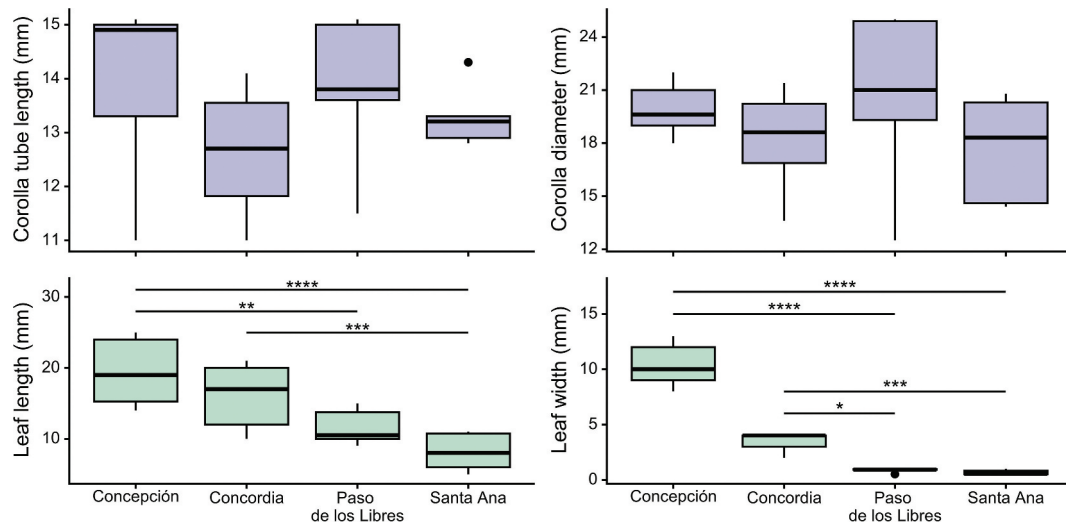 Corolla tube length (mm)
15
14
13
12
11
Corolla diameter (mm)
24
21
18
15
12
Leaf length (mm)
30
20
10
****
**
***
Concepción
Concordia
Paso
de los Libres
Santa Ana
Leaf width (mm)
15
10
5
0
****
****
***
*
Concepción
Concordia
Paso
de los Libres
Santa Ana